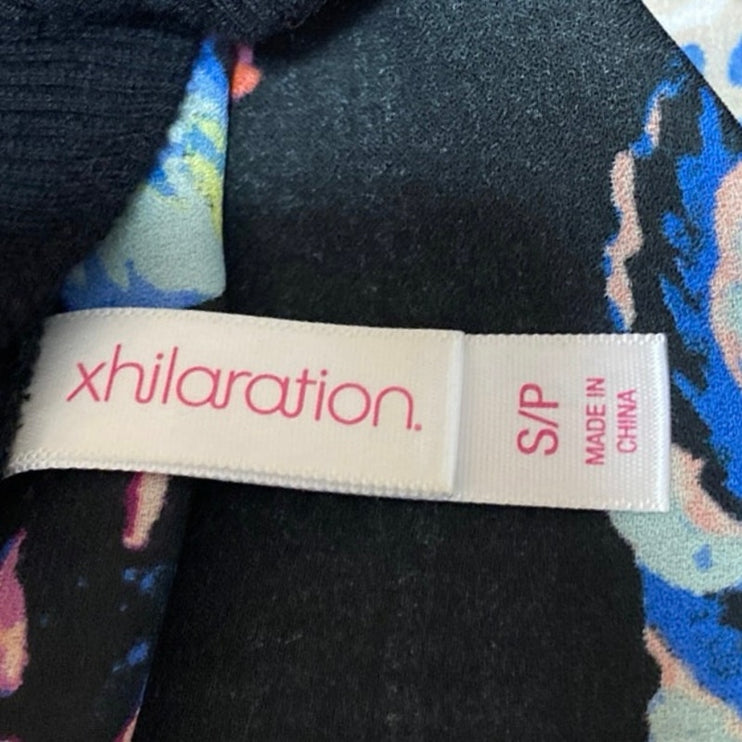 xhilaration.
S/P
MADE IN
CHINA